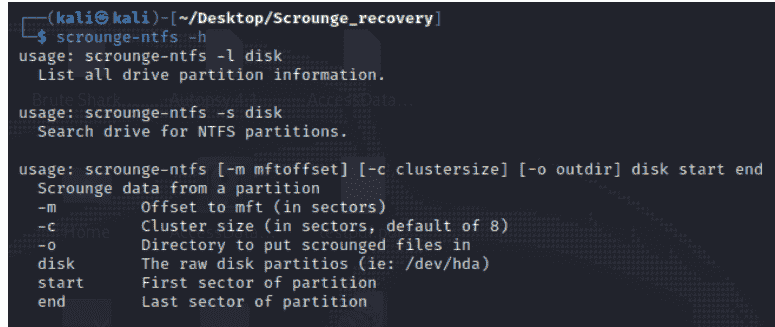 (kali㉿kali)-[~/Desktop/Scrounge_recovery]
$ scrounge-ntfs -h
usage: scrounge-ntfs -l disk
  List all drive partition information.
usage: scrounge-ntfs -s disk
  Search drive for NTFS partitions.
usage: scrounge-ntfs [-m mftoffset] [-c clustersize] [-o outdir] disk start end
  Scrounge data from a partition
  -m         Offset to mft (in sectors)
  -c         Cluster size (in sectors, default of 8)
  -o         Directory to put scrounged files in
  disk       The raw disk partitios (ie: /dev/hda)
  start      First sector of partition
  end        Last sector of partition